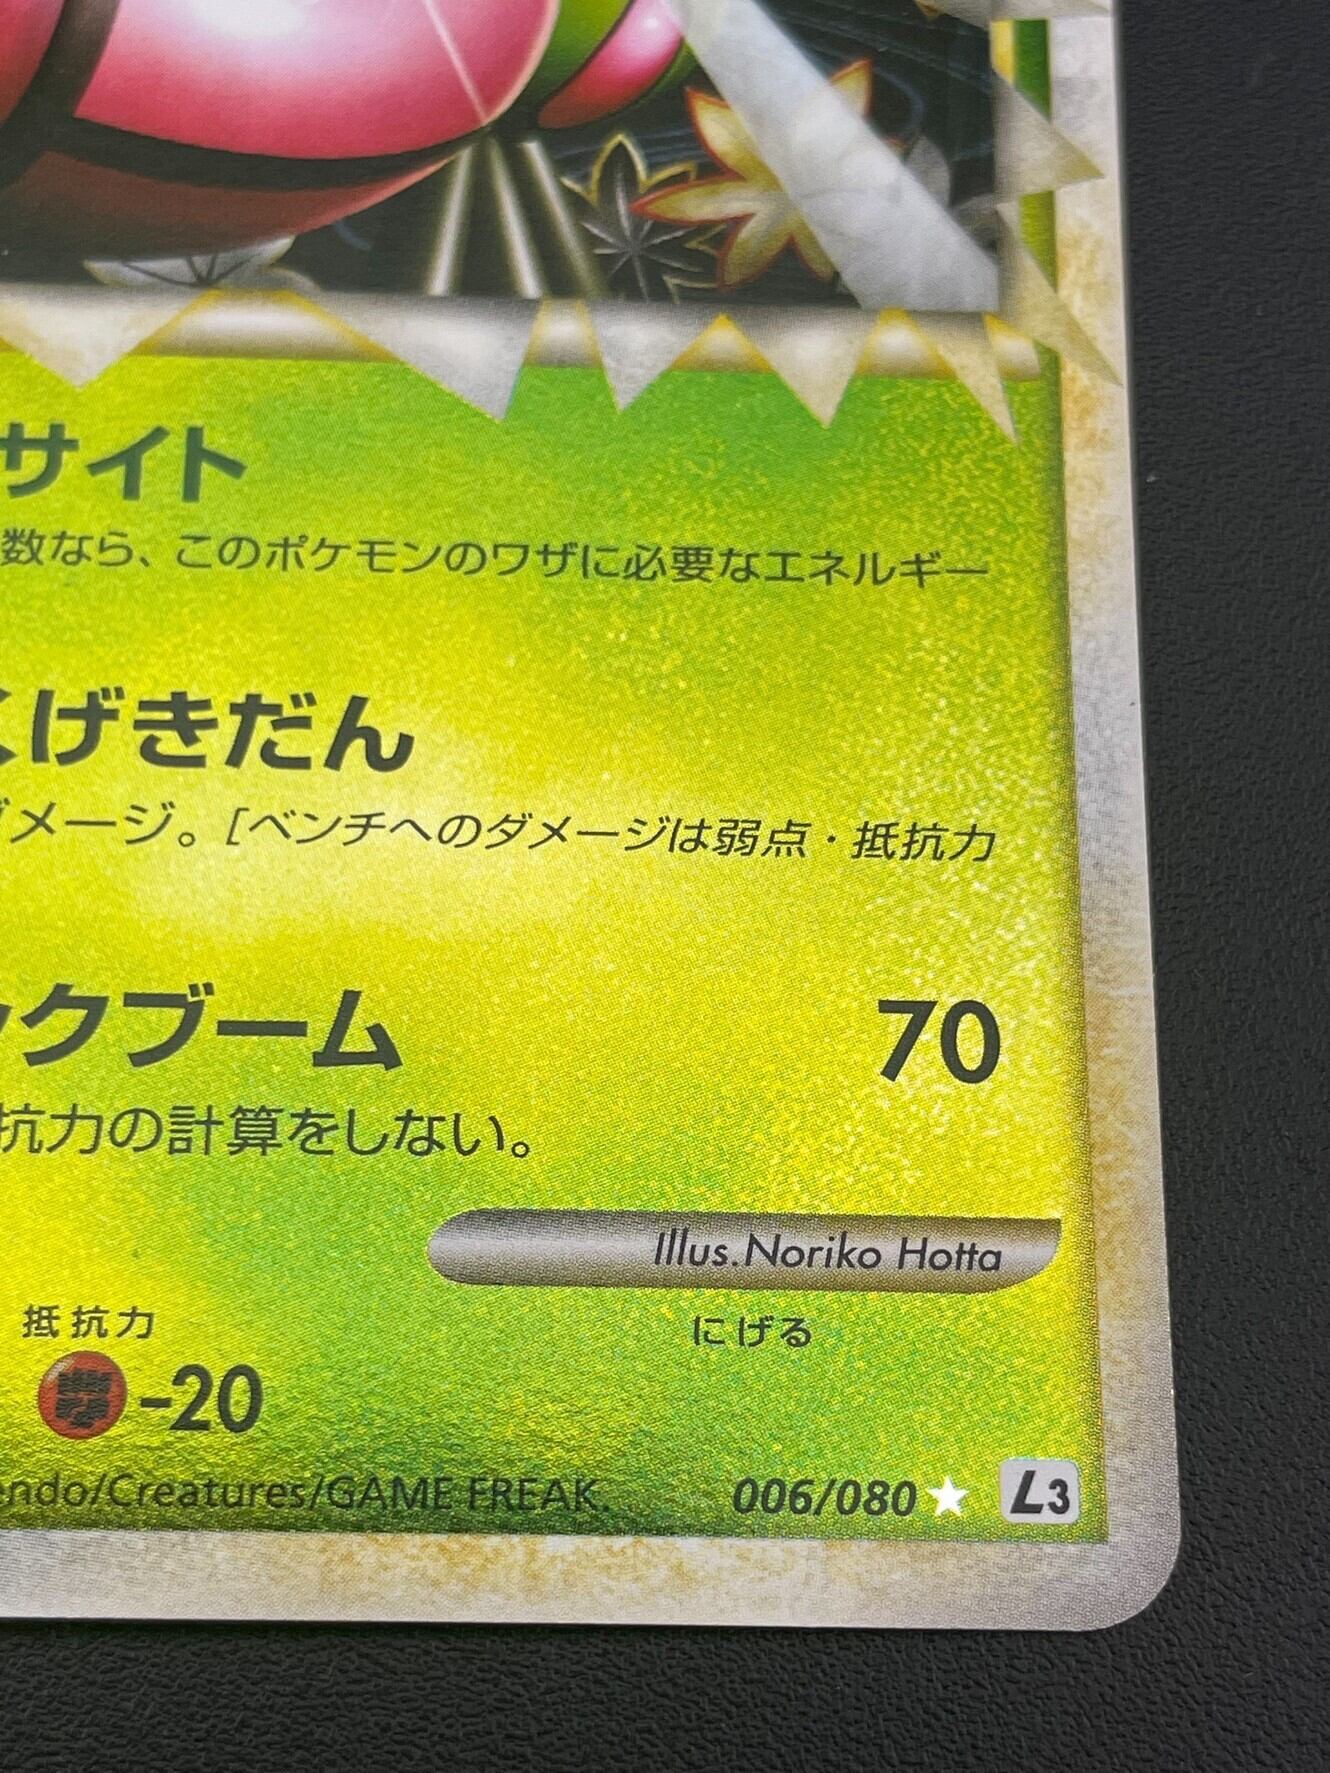 サイト
数なら、このポケモンのワザに必要なエネルギー
くげきだん
ダメージ。[ベンチへのダメージは弱点・抵抗力
ックブーム 70
抗力の計算をしない。
Illus.Noriko Hotta
抵抗力 にげる
-20
endo/Creatures/GAME FREAK. 006/080 ★ L3